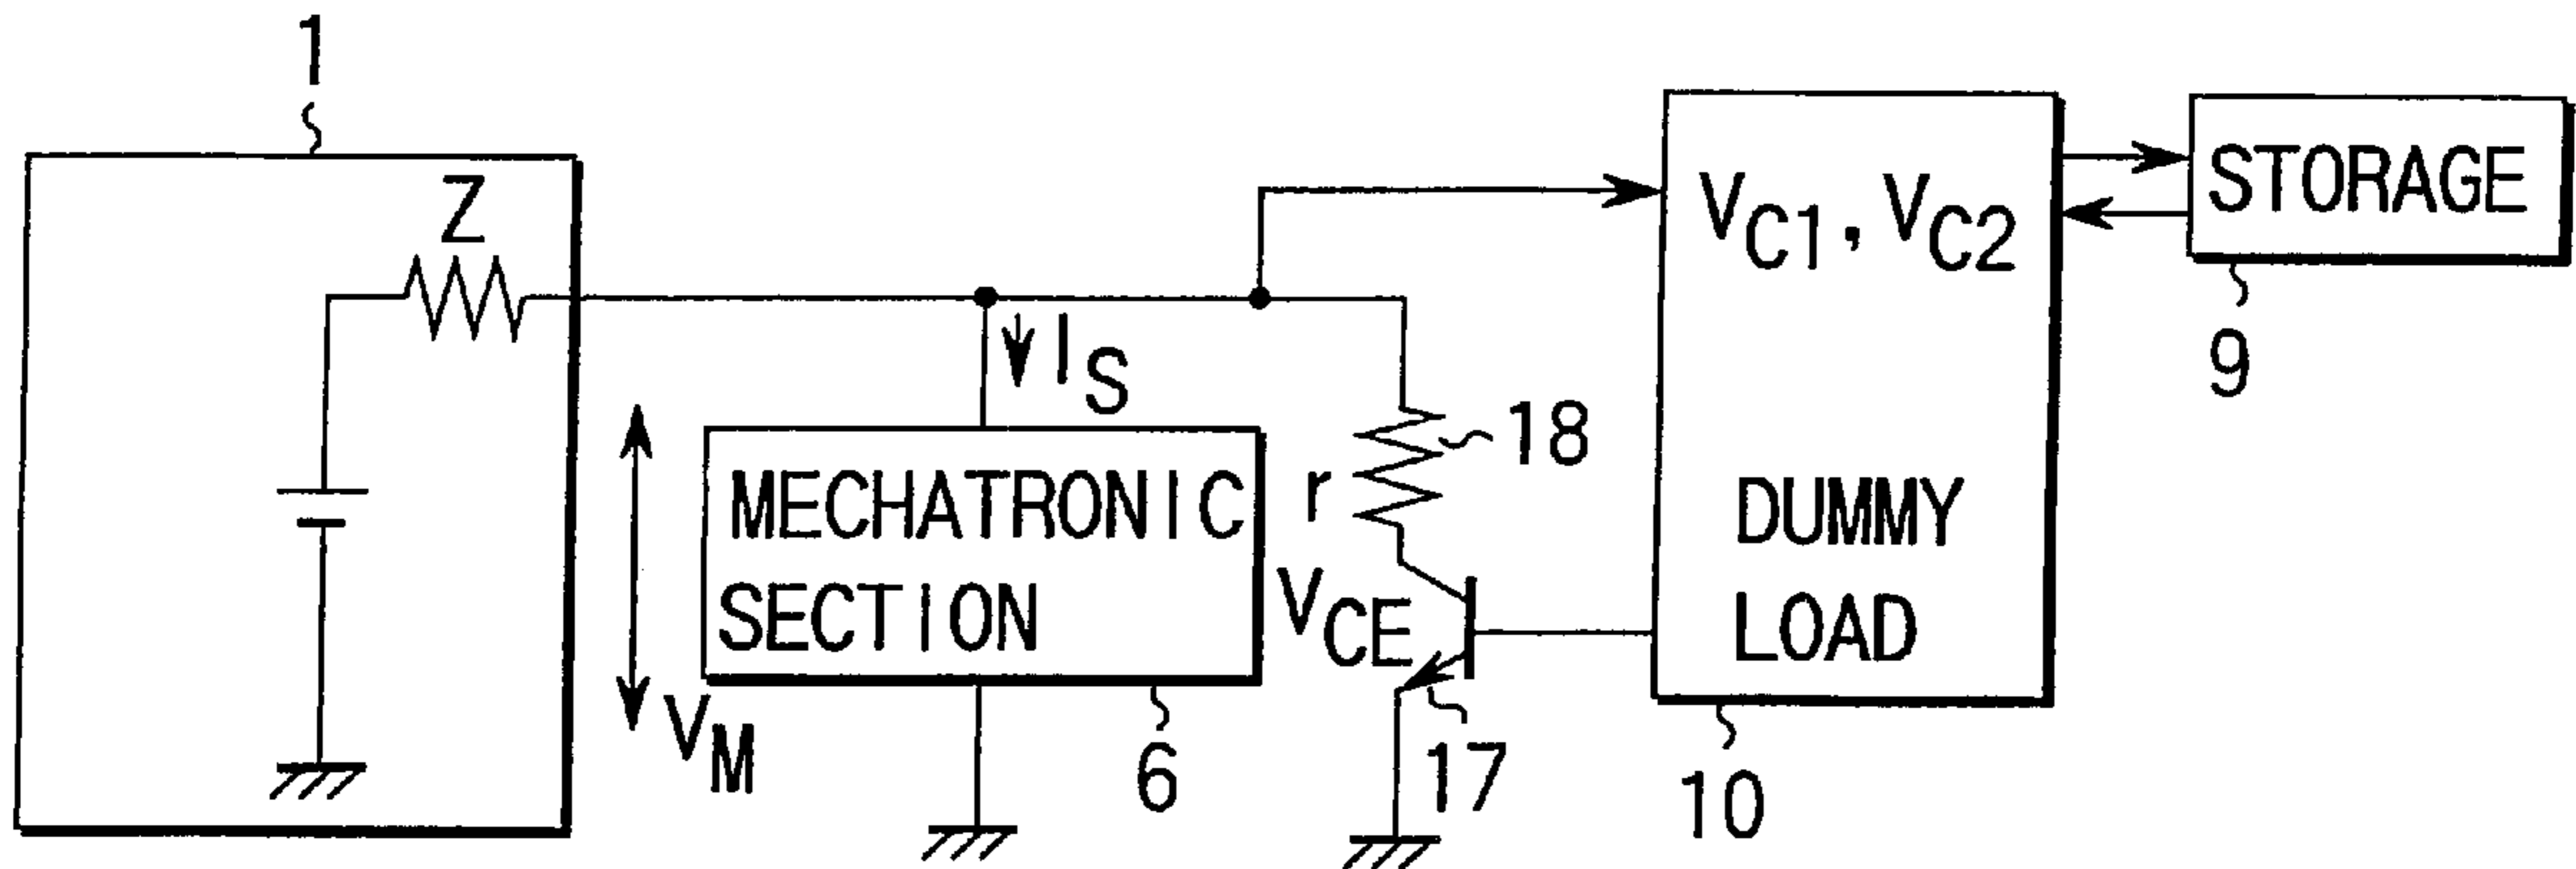 1
Z
V_C1, V_C2
STORAGE
9
I_S
18
r
MECHATRONIC
SECTION
V_CE
DUMMY
LOAD
V_M
6
17
10